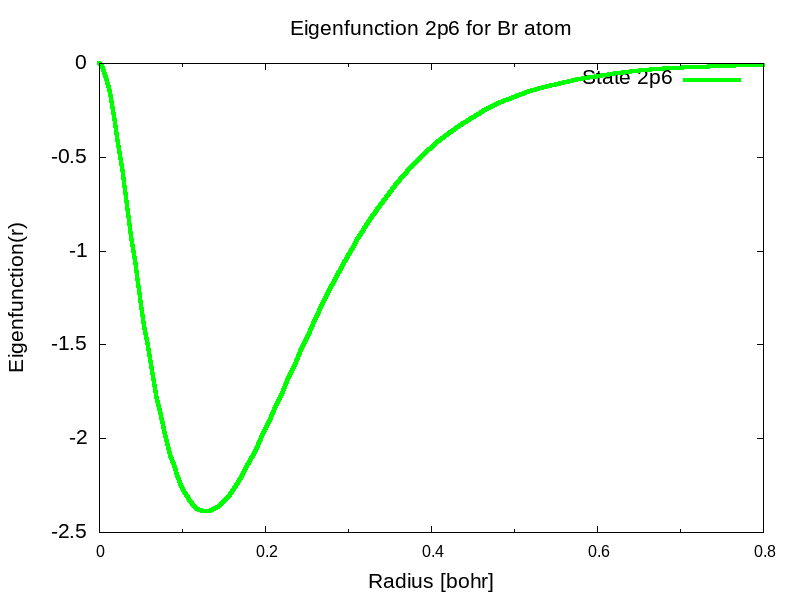 Eigenfunction 2p6 for Br atom
State 2p6
0
-0.5
-1
-1.5
-2
-2.5
Eigenfunction(r)
0 0.2 0.4 0.6 0.8
Radius [bohr]